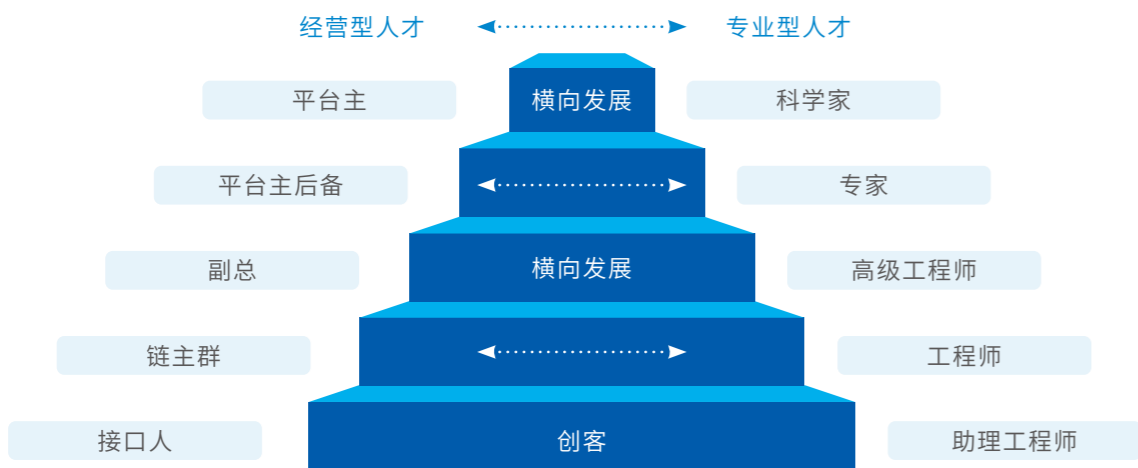 经营型人才 专业型人才
平台主 横向发展 科学家
平台主后备 专家
副总 横向发展 高级工程师
链主群 工程师
接口人 创客 助理工程师